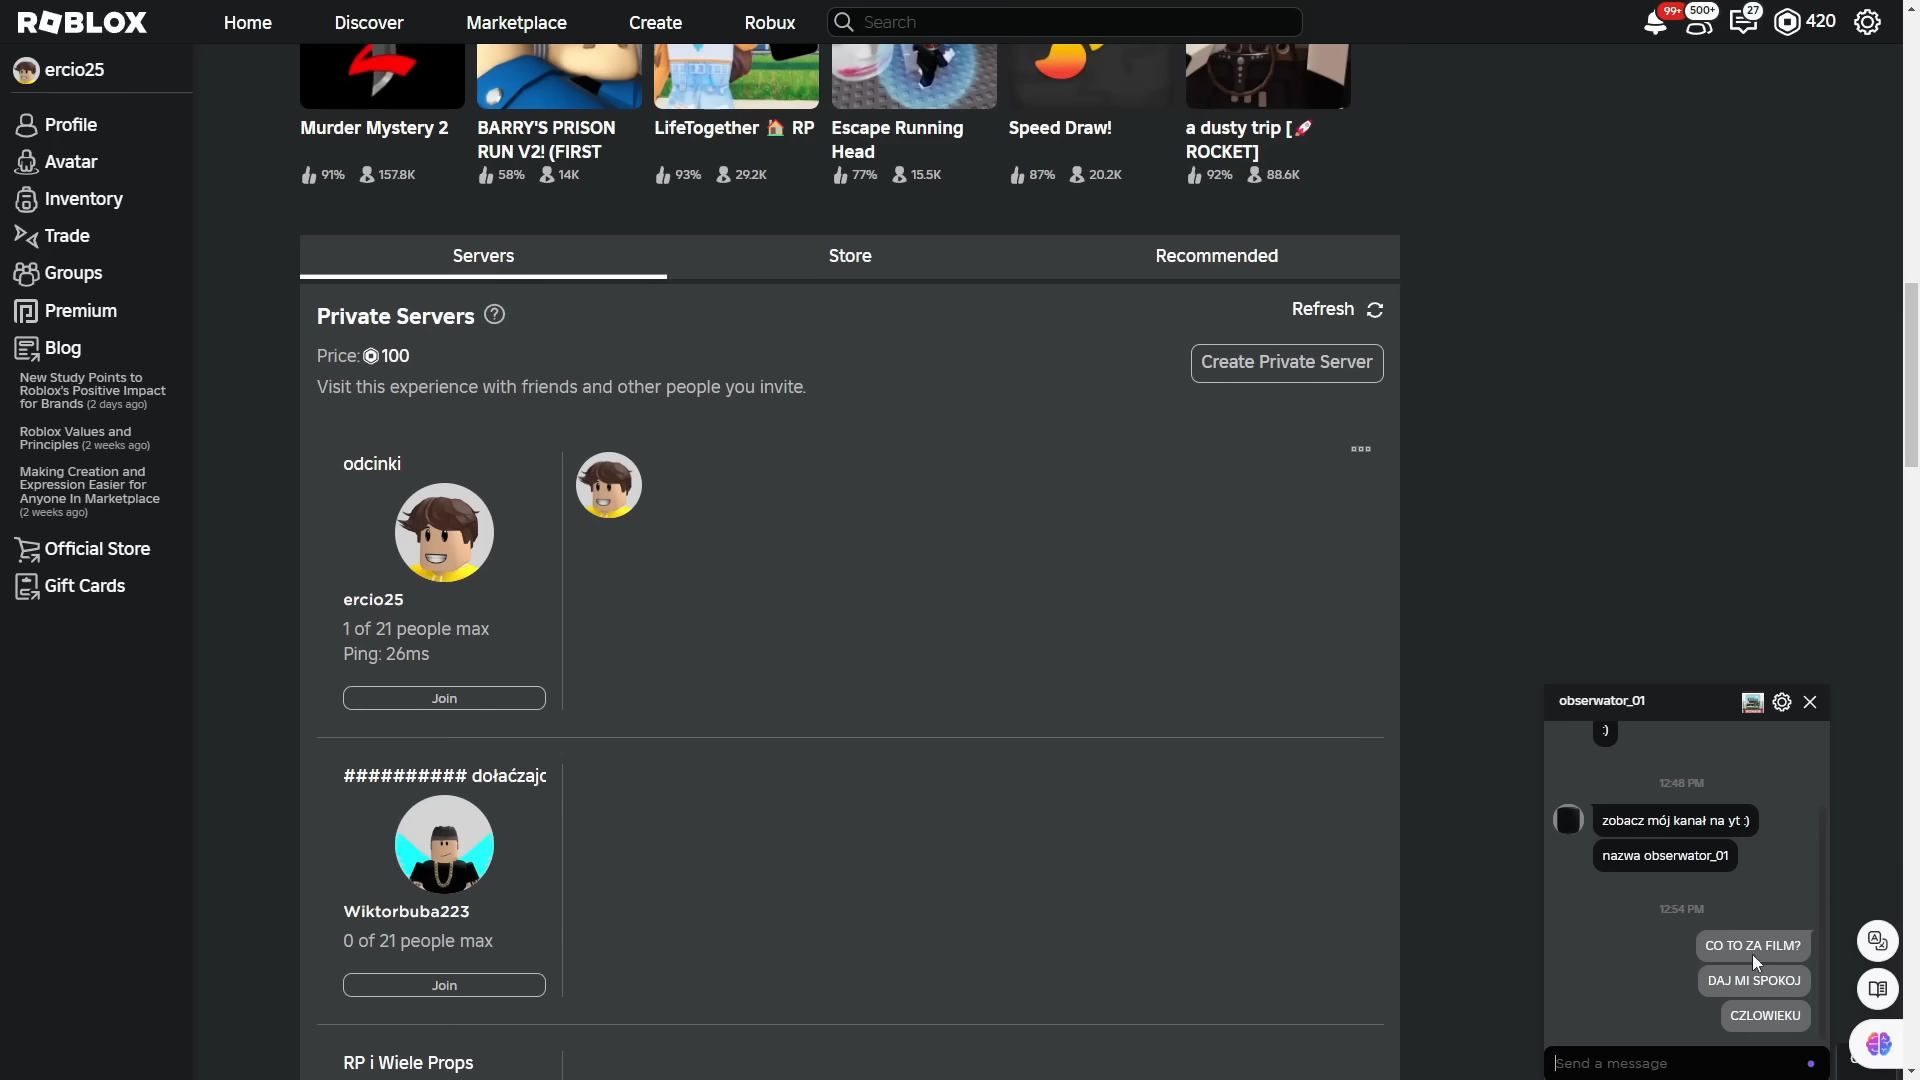 ROBLOX
Home
Discover
Marketplace
Create
Robux
Search
99+
500+
27
420
ercio25
Profile
Avatar
Inventory
Trade
Groups
Premium
Blog
New Study Points to
Roblox's Positive Impact
for Brands (2 days ago)
Roblox Values and
Principles (2 weeks ago)
Making Creation and
Expression Easier for
Anyone In Marketplace
(2 weeks ago)
Official Store
Gift Cards
Murder Mystery 2
91% 157.8K
BARRY'S PRISON
RUN V2! (FIRST
58% 14K
LifeTogether 🏠 RP
93% 29.2K
Escape Running
Head
77% 15.5K
Speed Draw!
87% 20.2K
a dusty trip [🚀
ROCKET]
92% 88.6K
Servers
Store
Recommended
Private Servers
Refresh
Price: 100
Create Private Server
Visit this experience with friends and other people you invite.
odcinki
ercio25
1 of 21 people max
Ping: 26ms
Join
########## dołaćzajc
Wiktorbuba223
0 of 21 people max
Join
RP i Wiele Props
obserwator_01
:)
12:48 PM
zobacz mój kanał na yt :)
nazwa obserwator_01
12:54 PM
CO TO ZA FILM?
DAJ MI SPOKOJ
CZLOWIEKU
Send a message